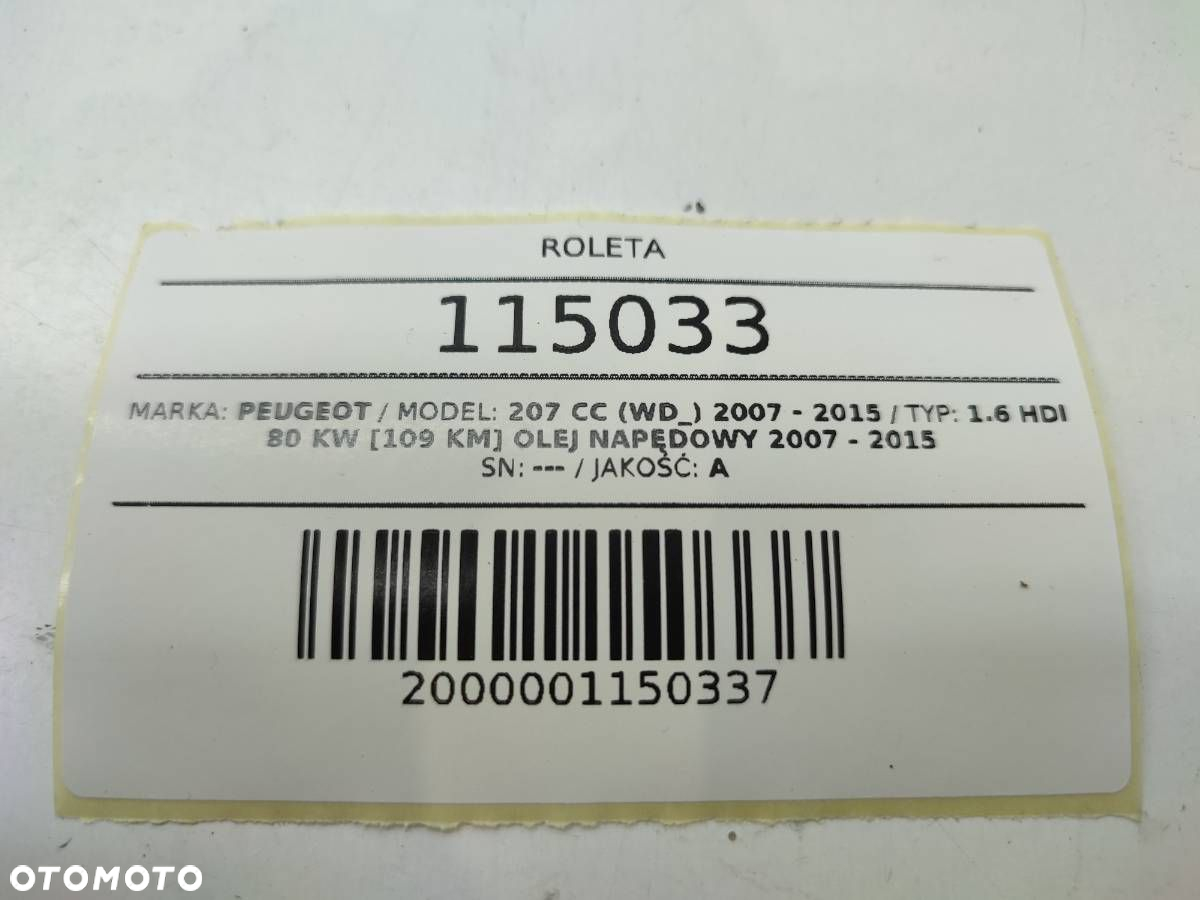 ROLETA
115033
MARKA: PEUGEOT / MODEL: 207 CC (WD_) 2007 - 2015 / TYP: 1.6 HDI
80 KW [109 KM] OLEJ NAPĘDOWY 2007 - 2015
SN: --- / JAKOŚĆ: A
2000001150337
OTOMOTO